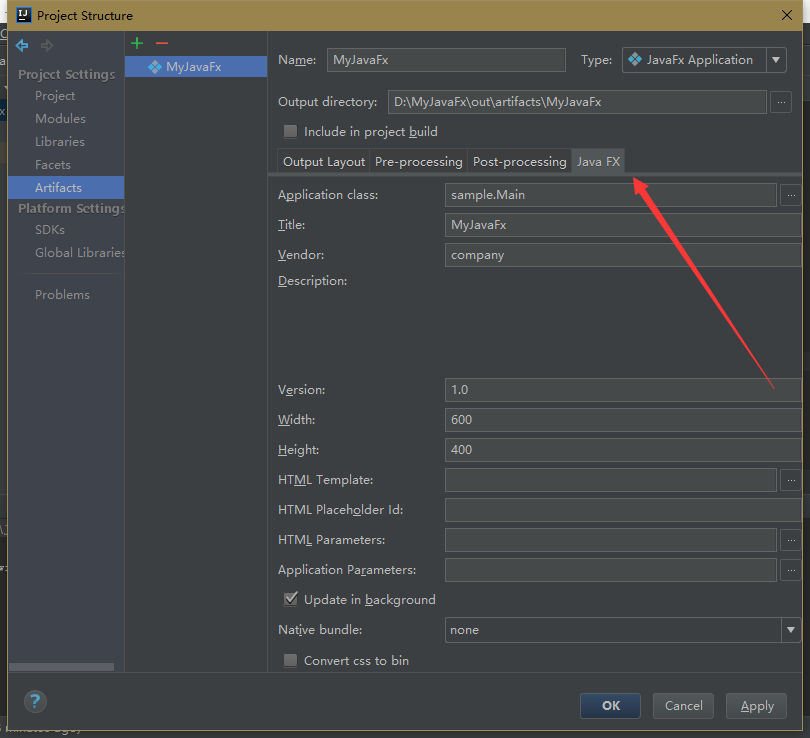 IJ Project Structure
Project Settings
Project
Modules
Libraries
Facets
Artifacts
Platform Settings
SDKs
Global Libraries
Problems
MyJavaFx
Name: MyJavaFx Type: JavaFx Application
Output directory: D:\MyJavaFx\out\artifacts\MyJavaFx ...
Include in project build
Output Layout Pre-processing Post-processing Java FX
Application class: sample.Main ...
Title: MyJavaFx
Vendor: company
Description:
Version: 1.0
Width: 600
Height: 400
HTML Template: ...
HTML Placeholder Id:
HTML Parameters: ...
Application Parameters: ...
Update in background
Native bundle: none
Convert css to bin
? OK Cancel Apply
minutes ago)